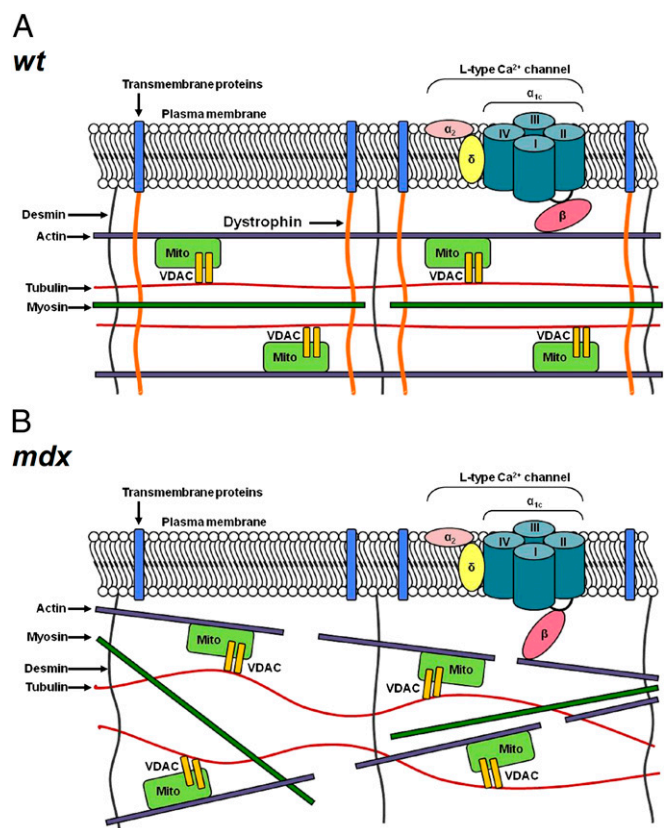 A
wt
L-type Ca²⁺ channel
Transmembrane proteins
α₁c
Plasma membrane
III
α₂
IV
II
I
δ
Desmin
Dystrophin
β
Actin
Mito
Mito
VDAC
VDAC
Tubulin
Myosin
VDAC
VDAC
Mito
Mito
B
mdx
L-type Ca²⁺ channel
Transmembrane proteins
α₁c
Plasma membrane
III
α₂
IV
II
I
δ
Actin
β
Myosin
Mito
Mito
VDAC
Desmin
VDAC
Tubulin
Mito
VDAC
VDAC
Mito